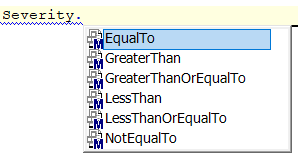 Severity.
EqualTo
GreaterThan
GreaterThanOrEqualTo
LessThan
LessThanOrEqualTo
NotEqualTo